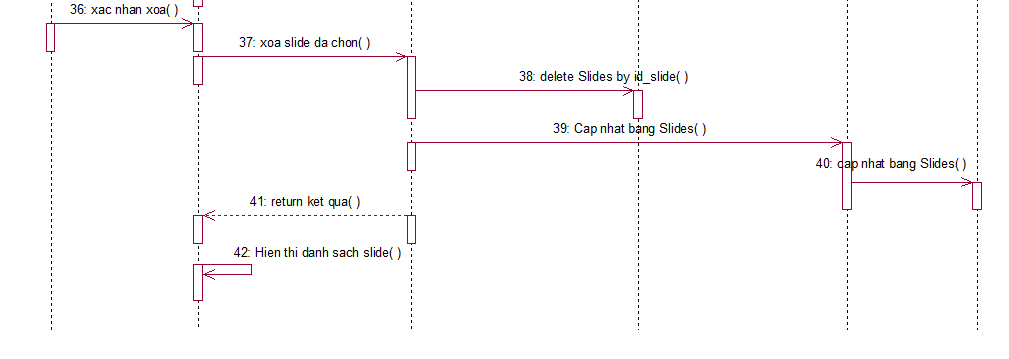 36: xac nhan xoa( )
37: xoa slide da chon( )
38: delete Slides by id_slide( )
39: Cap nhat bang Slides( )
40: cap nhat bang Slides( )
41: return ket qua( )
42: Hien thi danh sach slide( )